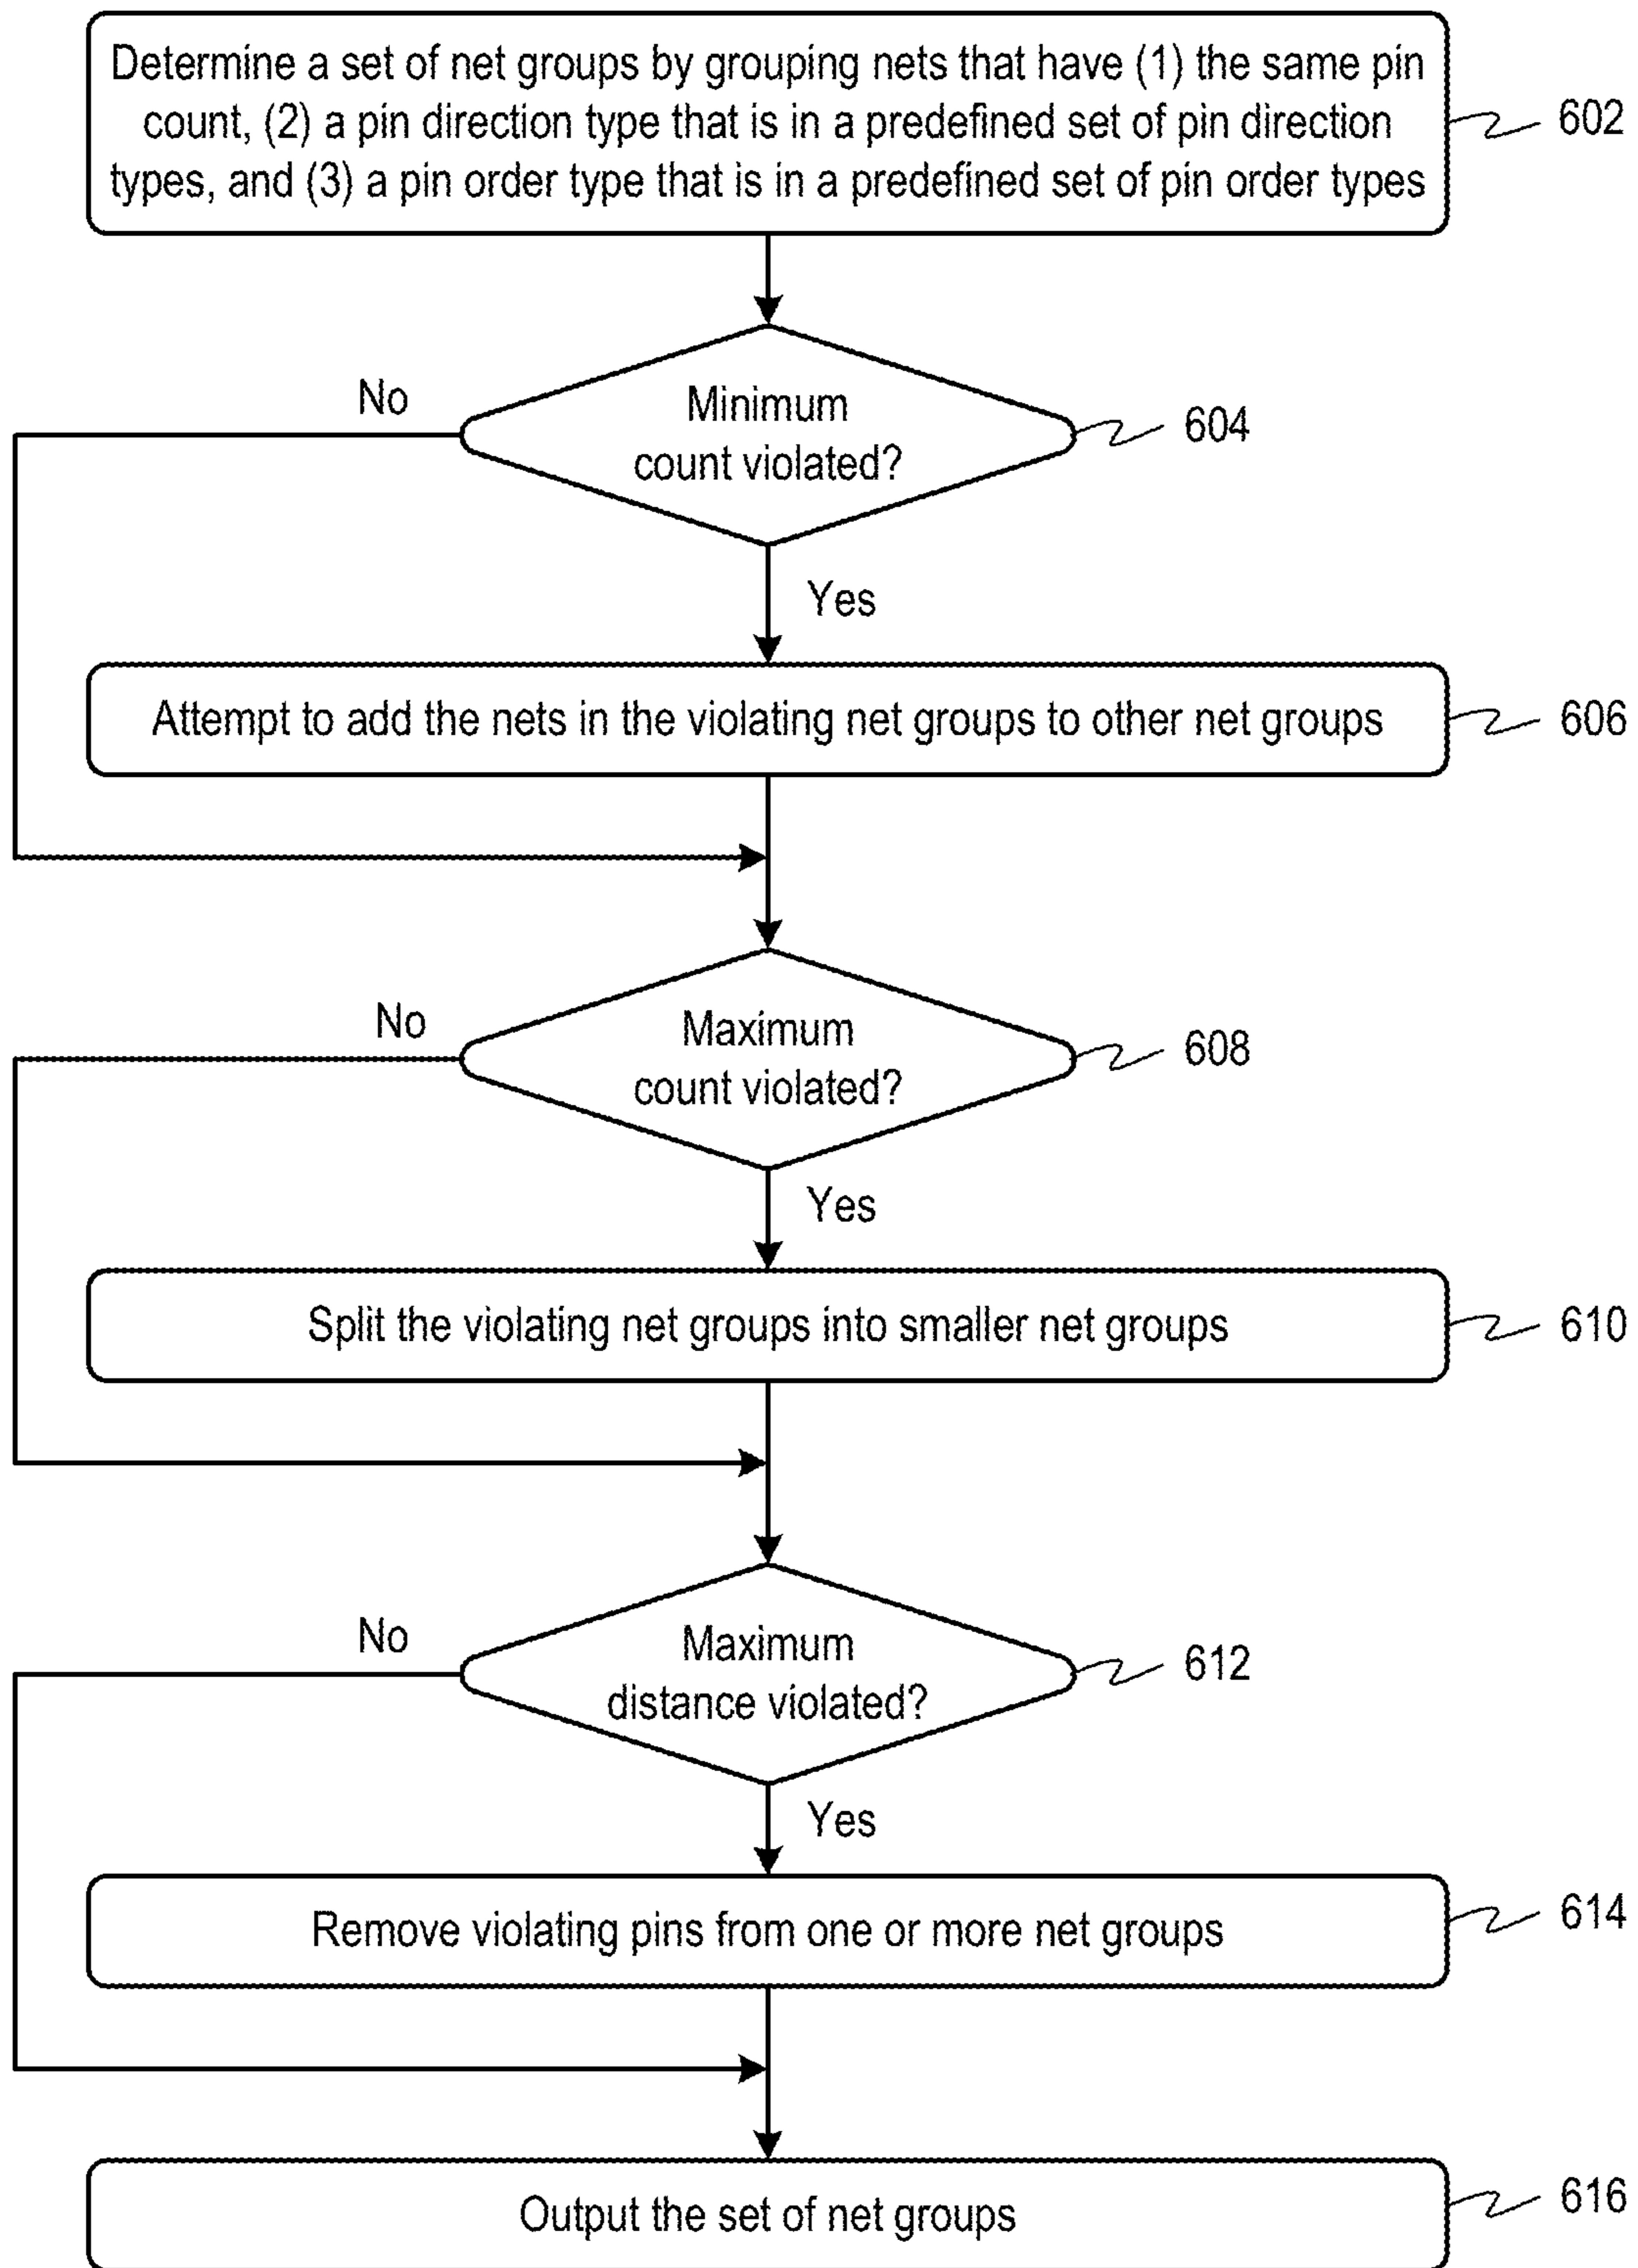 Determine a set of net groups by grouping nets that have (1) the same pin
count, (2) a pin direction type that is in a predefined set of pin direction
types, and (3) a pin order type that is in a predefined set of pin order types
602
No
Minimum
count violated?
604
Yes
Attempt to add the nets in the violating net groups to other net groups
606
No
Maximum
count violated?
608
Yes
Split the violating net groups into smaller net groups
610
No
Maximum
distance violated?
612
Yes
Remove violating pins from one or more net groups
614
Output the set of net groups
616